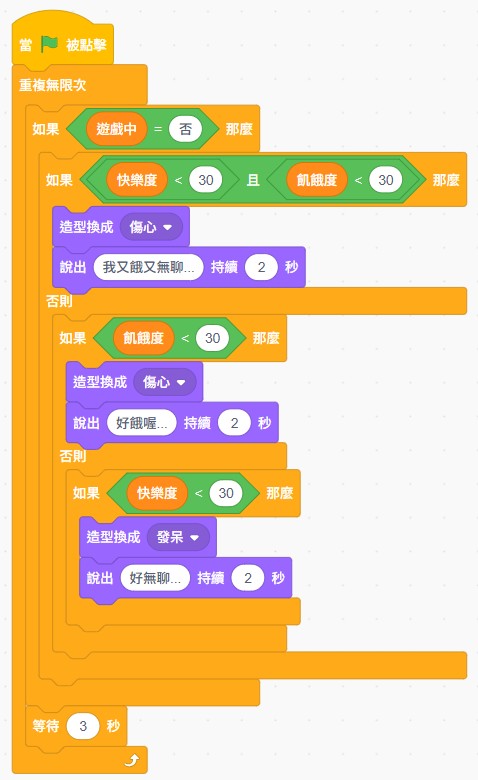 當 被點擊
重複無限次
如果 遊戲中 = 否 那麼
如果 快樂度 < 30 且 飢餓度 < 30 那麼
造型換成 傷心
說出 我又餓又無聊... 持續 2 秒
否則
如果 飢餓度 < 30 那麼
造型換成 傷心
說出 好餓喔... 持續 2 秒
否則
如果 快樂度 < 30 那麼
造型換成 發呆
說出 好無聊... 持續 2 秒
等待 3 秒